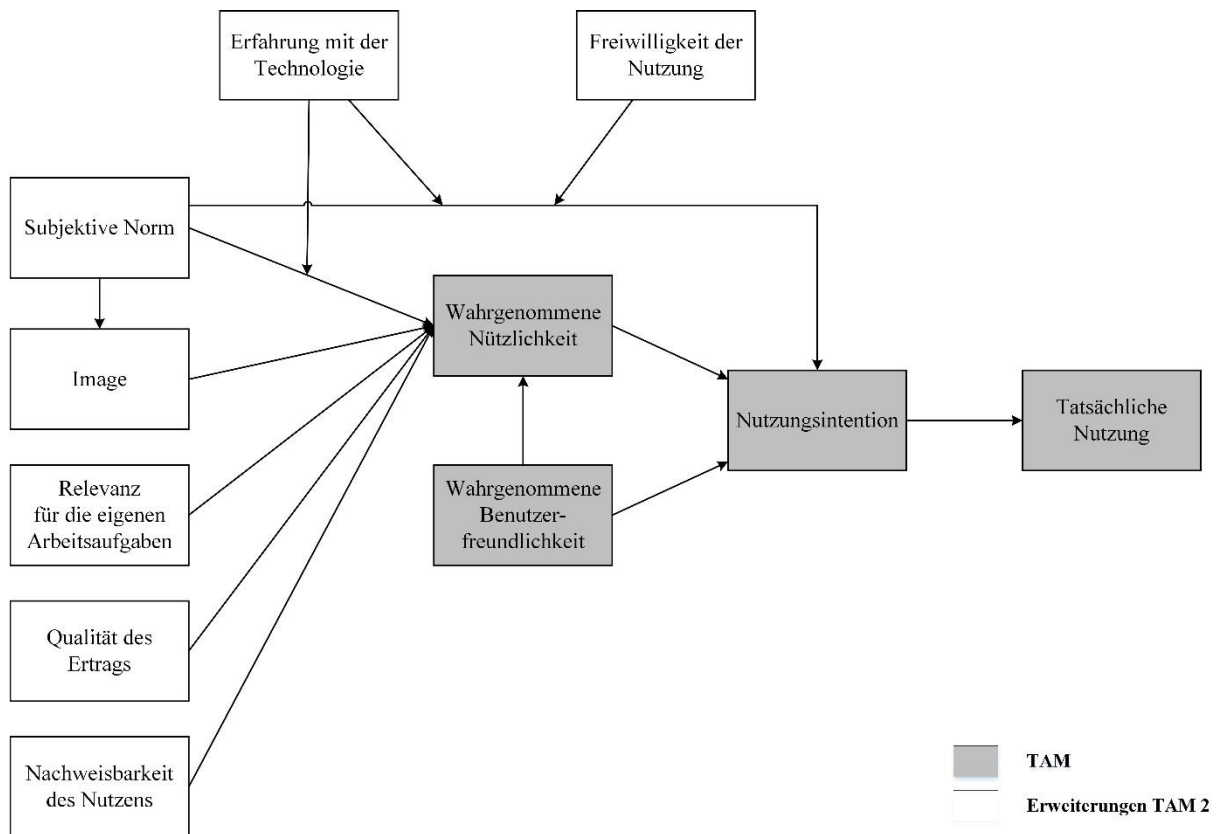 Erfahrung mit der
Technologie
Freiwilligkeit der
Nutzung
Subjektive Norm
Image
Relevanz
für die eigenen
Arbeitsaufgaben
Qualität des
Ertrags
Nachweisbarkeit
des Nutzens
Wahrgenommene
Nützlichkeit
Wahrgenommene
Benutzer-
freundlichkeit
Nutzungsintention
Tatsächliche
Nutzung
TAM
Erweiterungen TAM 2